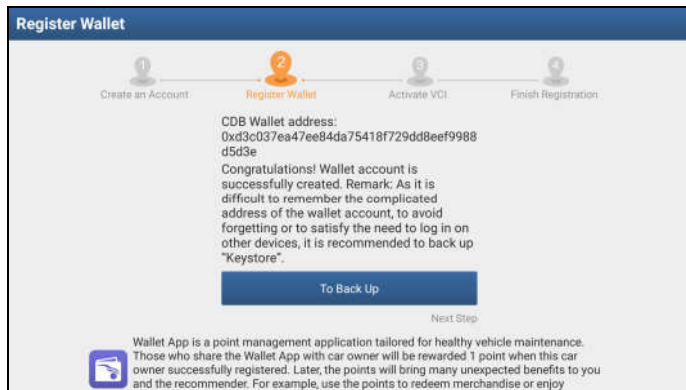 Register Wallet
1 2 3 4
Create an Account Register Wallet Activate VCI Finish Registration
CDB Wallet address:
0xd3c037ea47ee84da75418f729dd8eef9988
d5d3e
Congratulations! Wallet account is
successfully created. Remark: As it is
difficult to remember the complicated
address of the wallet account, to avoid
forgetting or to satisfy the need to log in on
other devices, it is recommended to back up
"Keystore".
To Back Up
Next Step
Wallet App is a point management application tailored for healthy vehicle maintenance.
Those who share the Wallet App with car owner will be rewarded 1 point when this car
owner successfully registered. Later, the points will bring many unexpected benefits to you
and the recommender. For example, use the points to redeem merchandise or enjoy